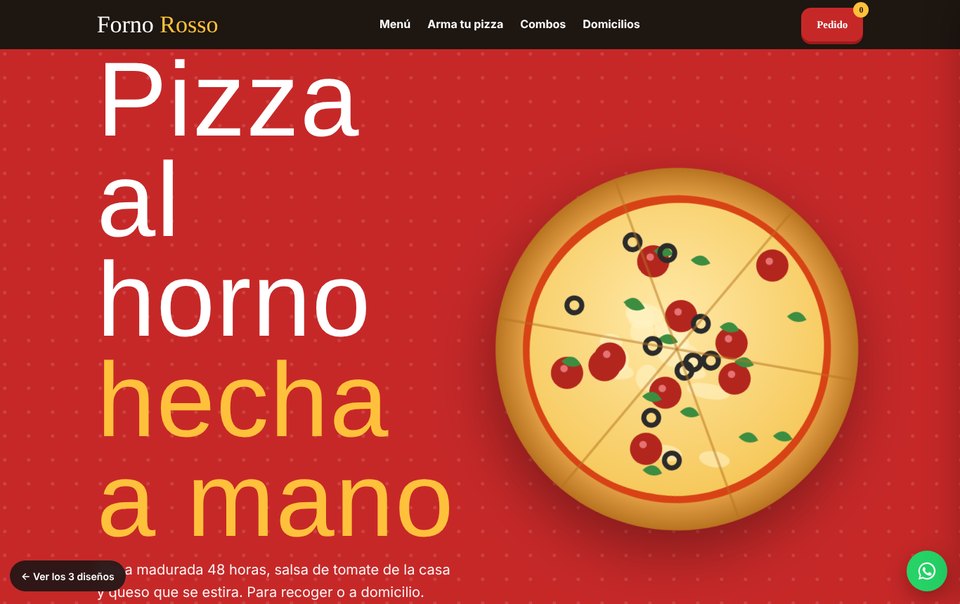 Forno Rosso
Menú
Arma tu pizza
Combos
Domicilios
Pedido
0
Pizza
al
horno
hecha
a mano
madurada 48 horas, salsa de tomate de la casa
y queso que se estira. Para recoger o a domicilio.
← Ver los 3 diseños